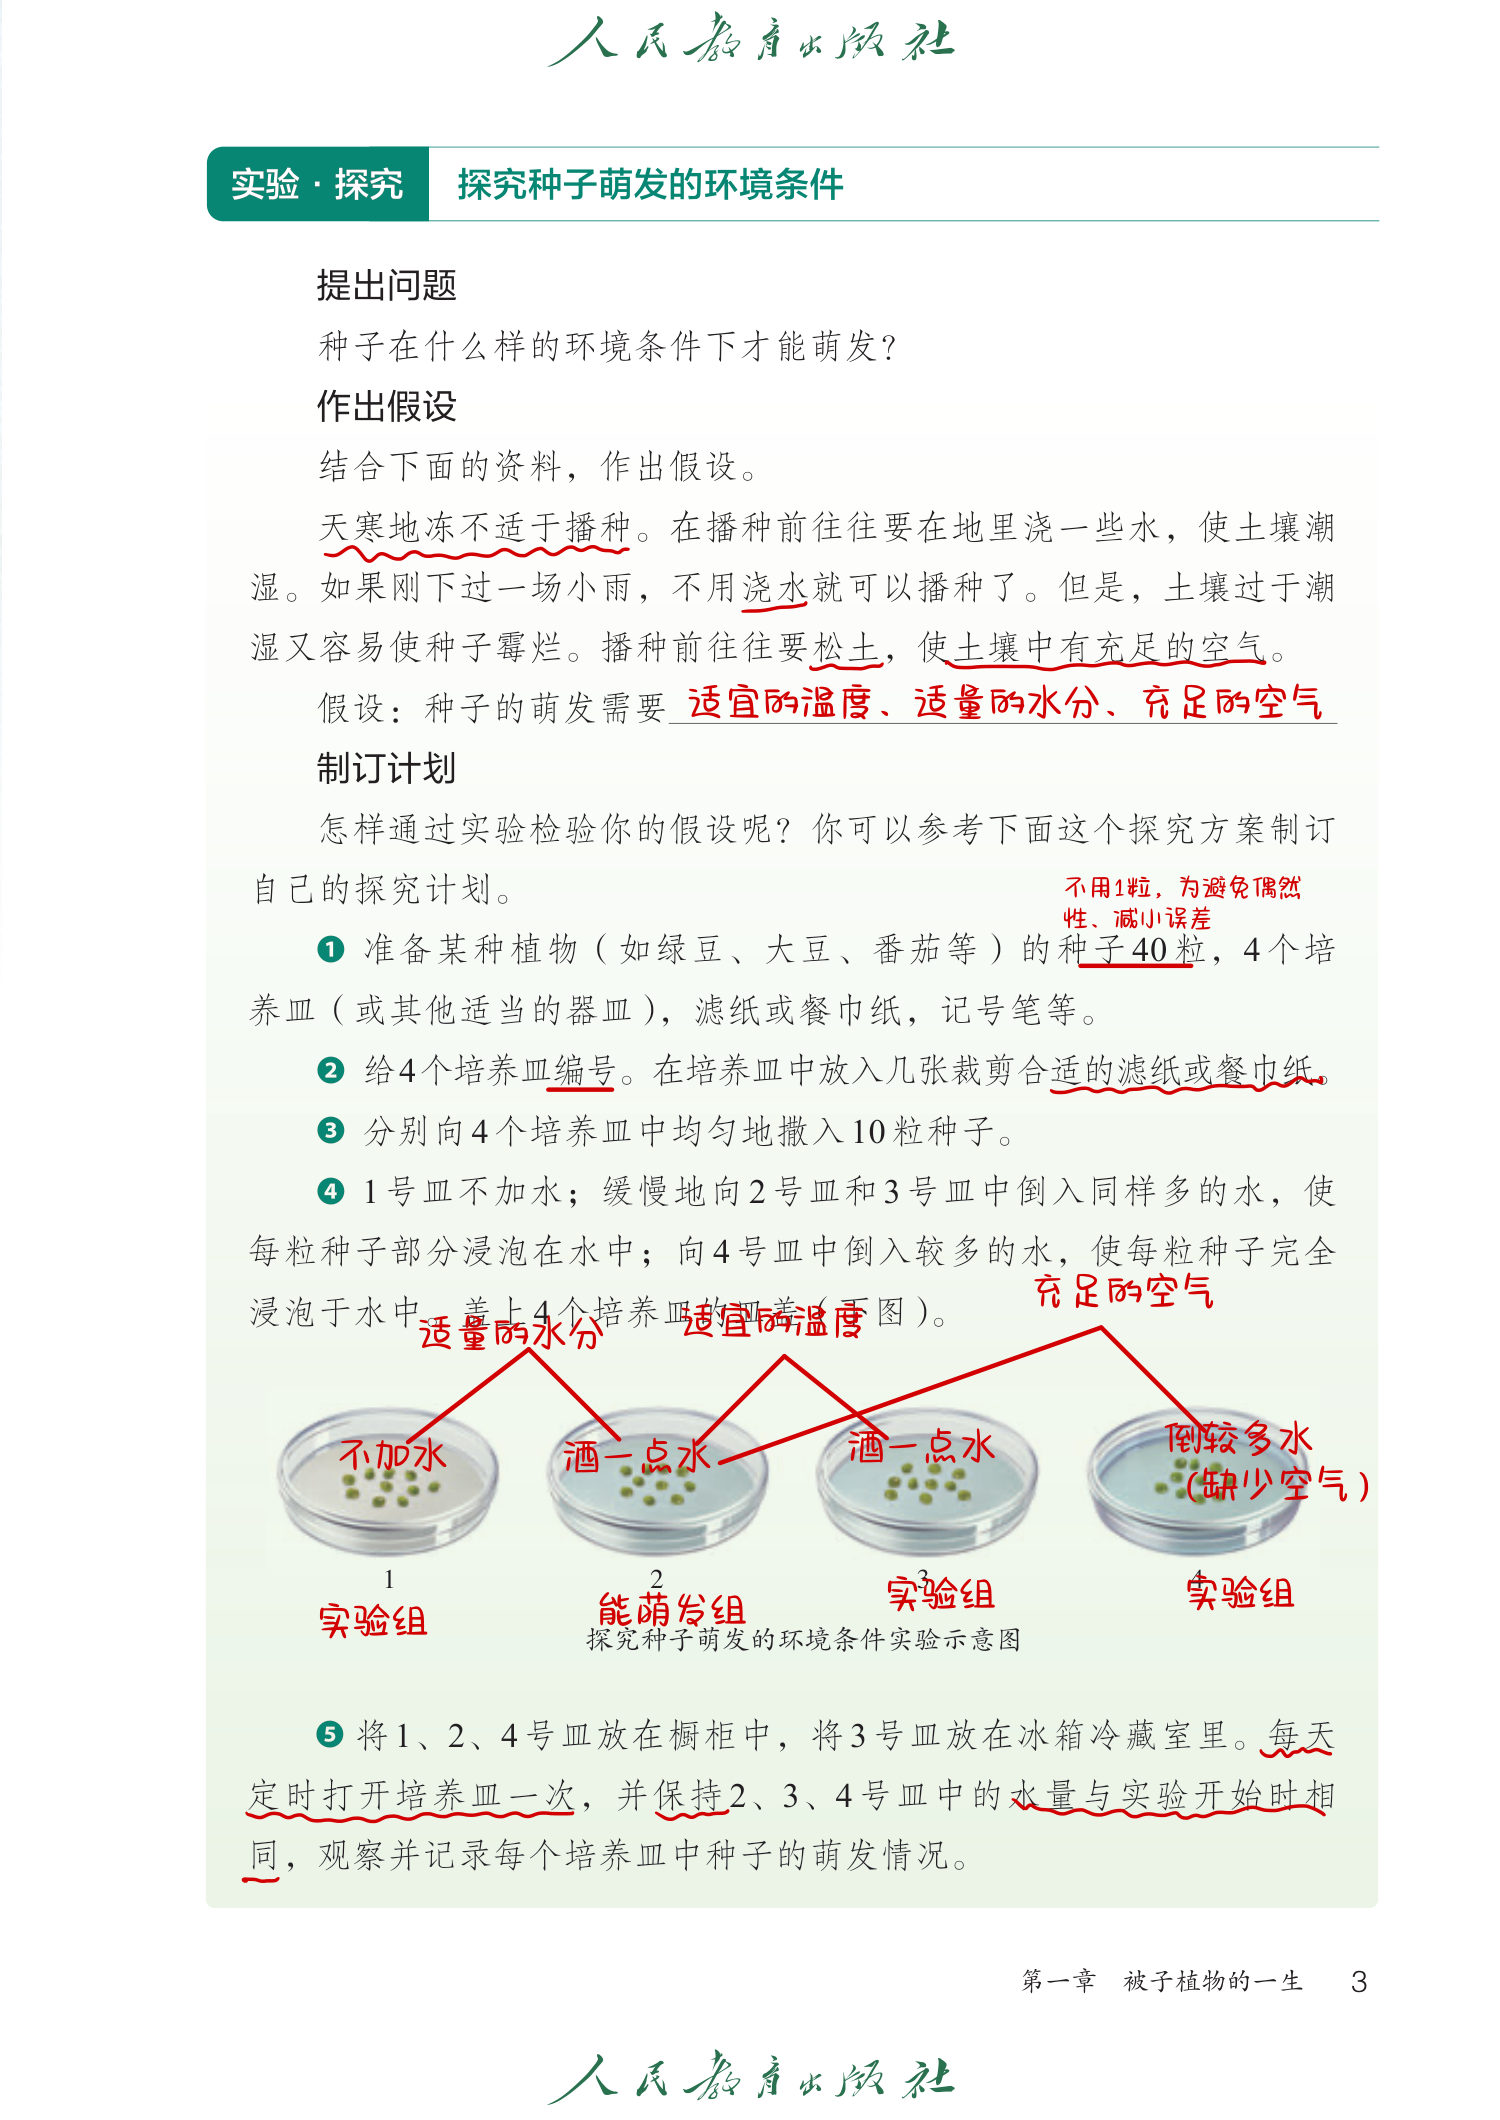 人民教育出版社
实验·探究 探究种子萌发的环境条件
提出问题
种子在什么样的环境条件下才能萌发？
作出假设
结合下面的资料，作出假设。
天寒地冻不适于播种。在播种前往往要在地里浇一些水，使土壤潮
湿。如果刚下过一场小雨，不用浇水就可以播种了。但是，土壤过于潮
湿又容易使种子霉烂。播种前往往要松土，使土壤中有充足的空气。
假设：种子的萌发需要 适宜的温度、适量的水分、充足的空气
制订计划
怎样通过实验检验你的假设呢？你可以参考下面这个探究方案制订
自己的探究计划。
不用1粒，为避免偶然
性、减小误差
❶ 准备某种植物（如绿豆、大豆、番茄等）的种子40粒，4个培
养皿（或其他适当的器皿），滤纸或餐巾纸，记号笔等。
❷ 给4个培养皿编号。在培养皿中放入几张裁剪合适的滤纸或餐巾纸。
❸ 分别向4个培养皿中均匀地撒入10粒种子。
❹ 1号皿不加水；缓慢地向2号皿和3号皿中倒入同样多的水，使
每粒种子部分浸泡在水中；向4号皿中倒入较多的水，使每粒种子完全
浸泡于水中。盖上4个培养皿的皿盖（下图）。
适量的水分 适宜的温度 充足的空气
不加水 洒一点水 洒一点水 倒较多水
（缺少空气）
1 2 3 4
实验组 能萌发组 实验组 实验组
探究种子萌发的环境条件实验示意图
❺ 将1、2、4号皿放在橱柜中，将3号皿放在冰箱冷藏室里。每天
定时打开培养皿一次，并保持2、3、4号皿中的水量与实验开始时相
同，观察并记录每个培养皿中种子的萌发情况。
第一章 被子植物的一生 3
人民教育出版社